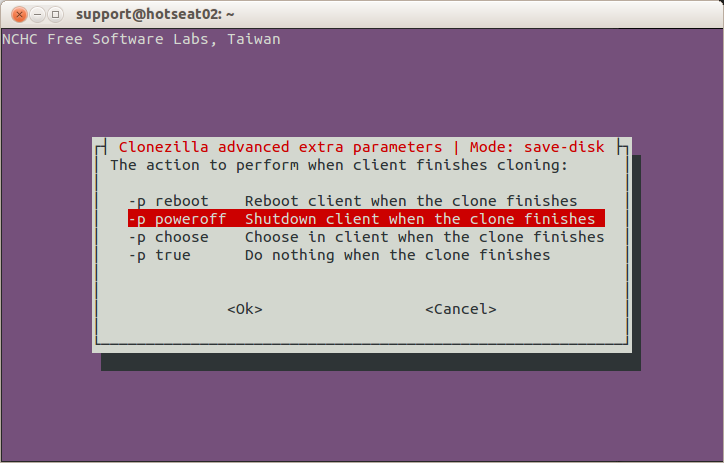 support@hotseat02: ~
NCHC Free Software Labs, Taiwan
Clonezilla advanced extra parameters | Mode: save-disk
The action to perform when client finishes cloning:
-p reboot    Reboot client when the clone finishes
-p poweroff  Shutdown client when the clone finishes
-p choose    Choose in client when the clone finishes
-p true      Do nothing when the clone finishes
<Ok>                  <Cancel>